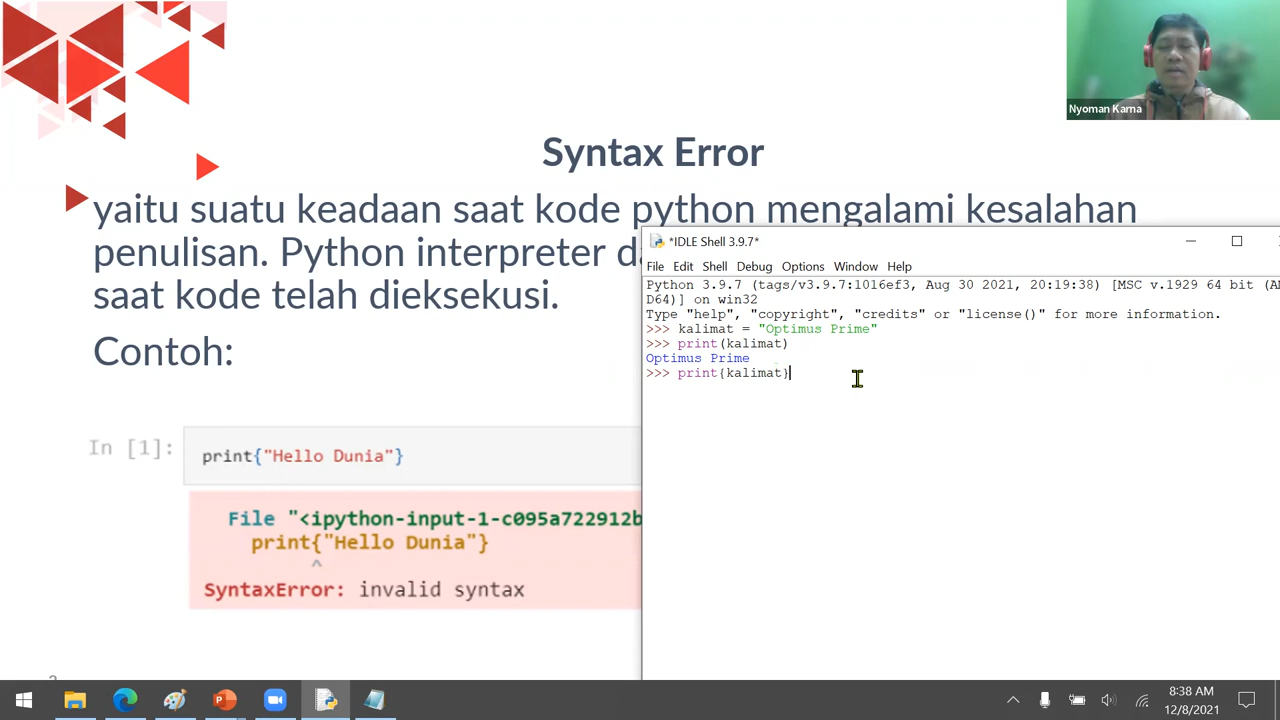 Nyoman Karna
Syntax Error
yaitu suatu keadaan saat kode python mengalami kesalahan
penulisan. Python interpreter
saat kode telah dieksekusi.
Contoh:
In [1]:
print{"Hello Dunia"}
File "<ipython-input-1-c095a722912b
print{"Hello Dunia"}
^
SyntaxError: invalid syntax
*IDLE Shell 3.9.7*
File Edit Shell Debug Options Window Help
Python 3.9.7 (tags/v3.9.7:1016ef3, Aug 30 2021, 20:19:38) [MSC v.1929 64 bit (AM
D64)] on win32
Type "help", "copyright", "credits" or "license()" for more information.
>>> kalimat = "Optimus Prime"
>>> print(kalimat)
Optimus Prime
>>> print{kalimat}
8:38 AM
12/8/2021